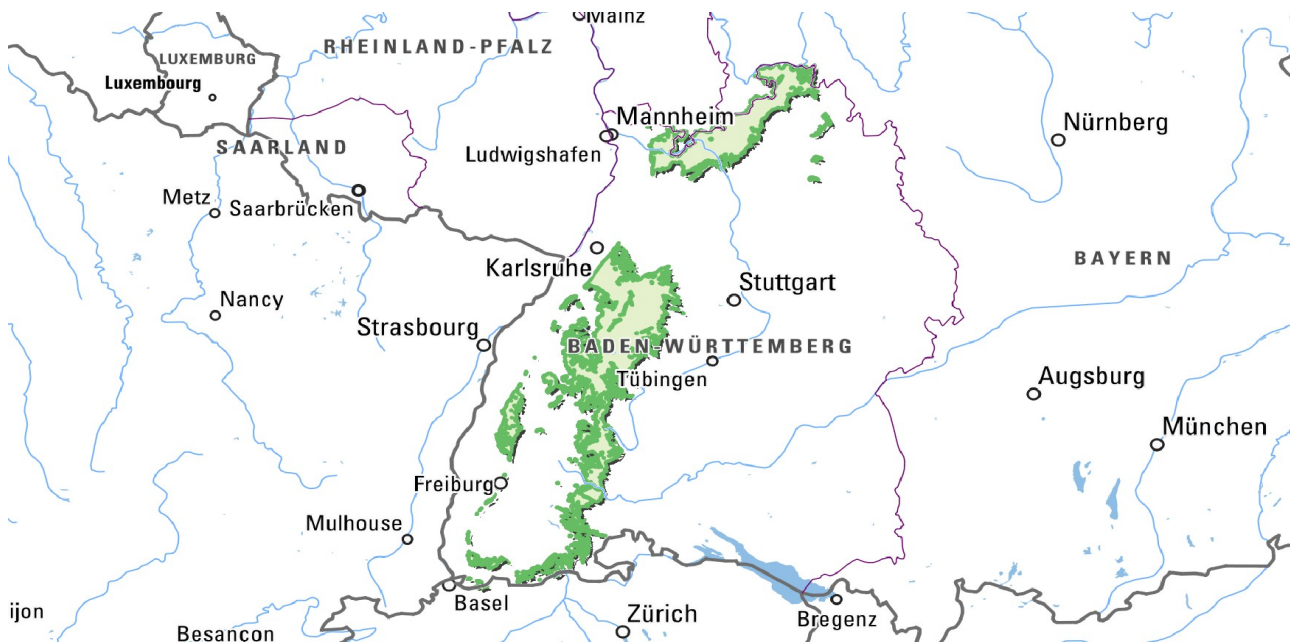 Mainz
RHEINLAND-PFALZ
LUXEMBURG
Luxembourg
Mannheim
Nürnberg
SAARLAND
Ludwigshafen
Metz
Saarbrücken
Karlsruhe
BAYERN
Stuttgart
Nancy
Strasbourg
BADEN-WÜRTTEMBERG
Tübingen
Augsburg
München
Freiburg
Mulhouse
Basel
ijon
Zürich
Bregenz
Besancon